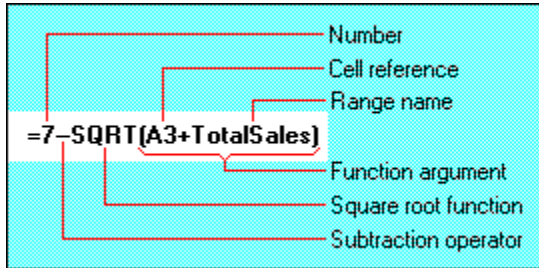 Number
Cell reference
Range name
=7–SQRT(A3+TotalSales)
Function argument
Square root function
Subtraction operator